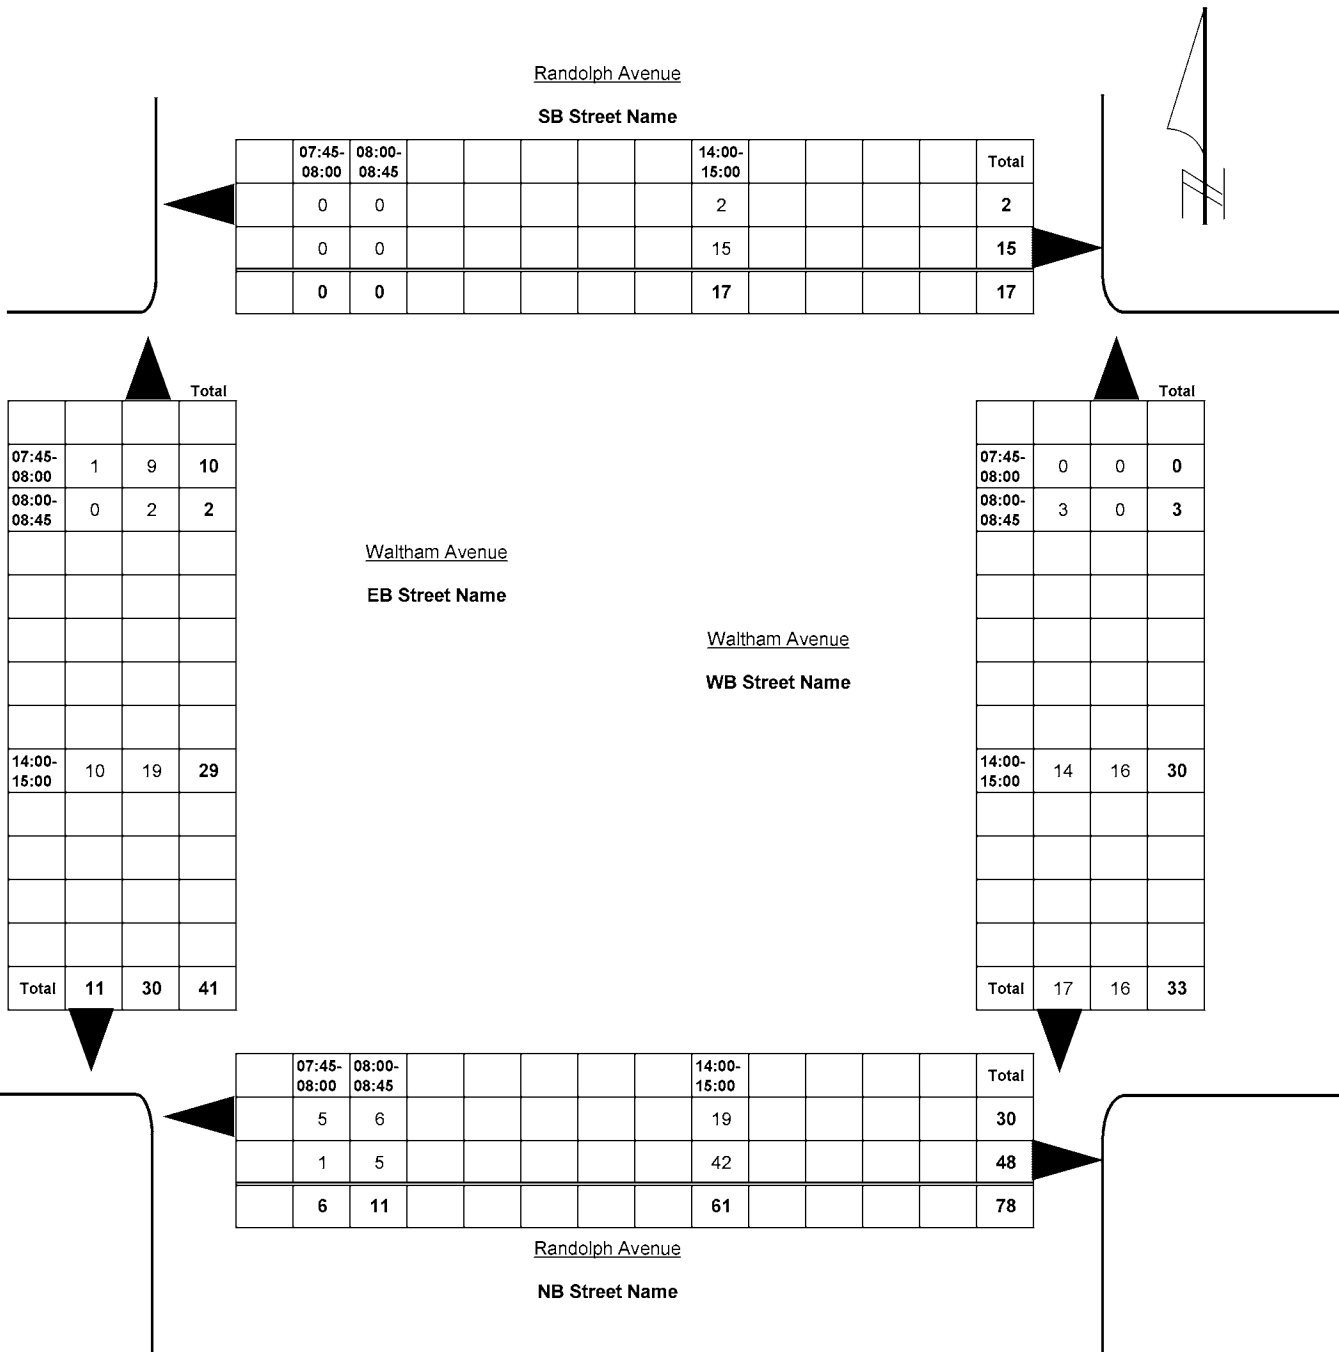 Randolph Avenue
SB Street Name
07:45- 08:00- 14:00- Total
08:00 08:45 15:00
0 0 2 2
0 0 15 15
0 0 17 17
Total
07:45-
08:00 1 9 10
08:00-
08:45 0 2 2
14:00-
15:00 10 19 29
Total 11 30 41
Waltham Avenue
EB Street Name
Waltham Avenue
WB Street Name
Total
07:45-
08:00 0 0 0
08:00-
08:45 3 0 3
14:00-
15:00 14 16 30
Total 17 16 33
07:45- 08:00- 14:00- Total
08:00 08:45 15:00
5 6 19 30
1 5 42 48
6 11 61 78
Randolph Avenue
NB Street Name